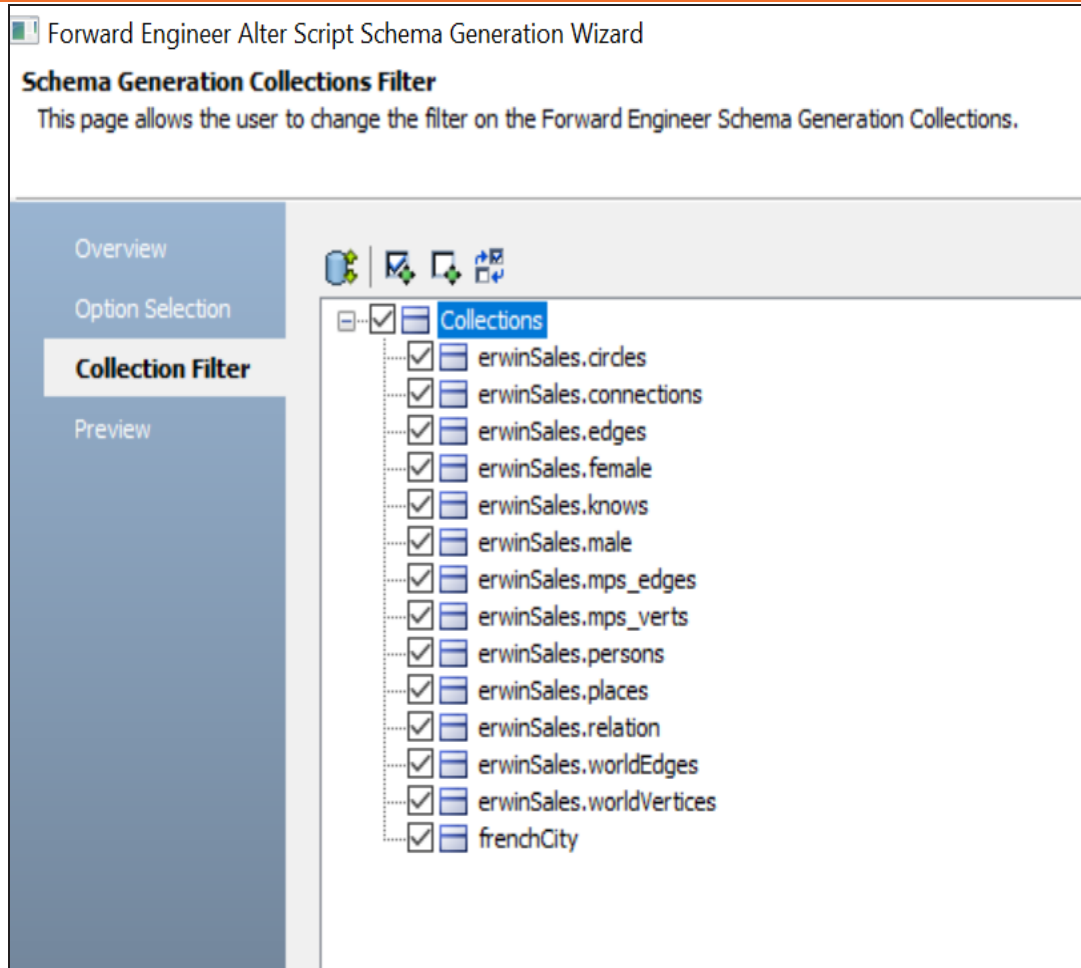 Forward Engineer Alter Script Schema Generation Wizard
Schema Generation Collections Filter
This page allows the user to change the filter on the Forward Engineer Schema Generation Collections.
Overview
Option Selection
Collection Filter
Preview
Collections
erwinSales.circles
erwinSales.connections
erwinSales.edges
erwinSales.female
erwinSales.knows
erwinSales.male
erwinSales.mps_edges
erwinSales.mps_verts
erwinSales.persons
erwinSales.places
erwinSales.relation
erwinSales.worldEdges
erwinSales.worldVertices
frenchCity